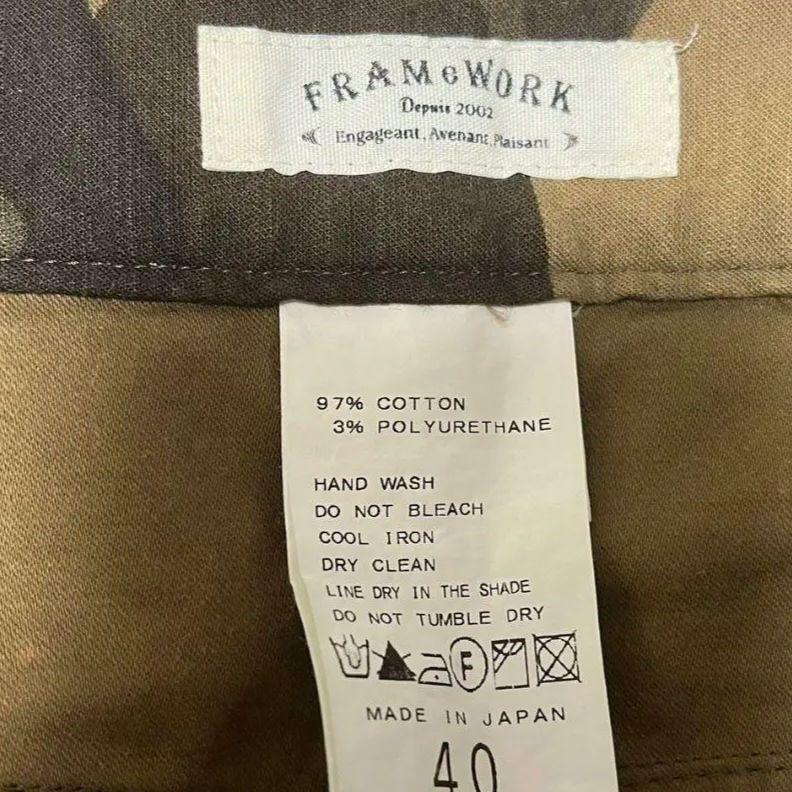 FRAMeWORK
Depuis 2002
Engageant, Avenant, Plaisant
97% COTTON
3% POLYURETHANE
HAND WASH
DO NOT BLEACH
COOL IRON
DRY CLEAN
LINE DRY IN THE SHADE
DO NOT TUMBLE DRY
F
MADE IN JAPAN
40